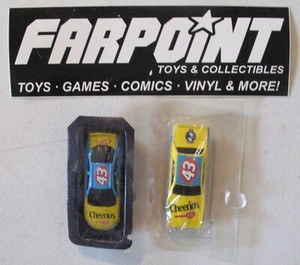 FARPOINT
TOYS & COLLECTIBLES
TOYS · GAMES · COMICS · VINYL & MORE!
43
43
Cheerios
Cheerios